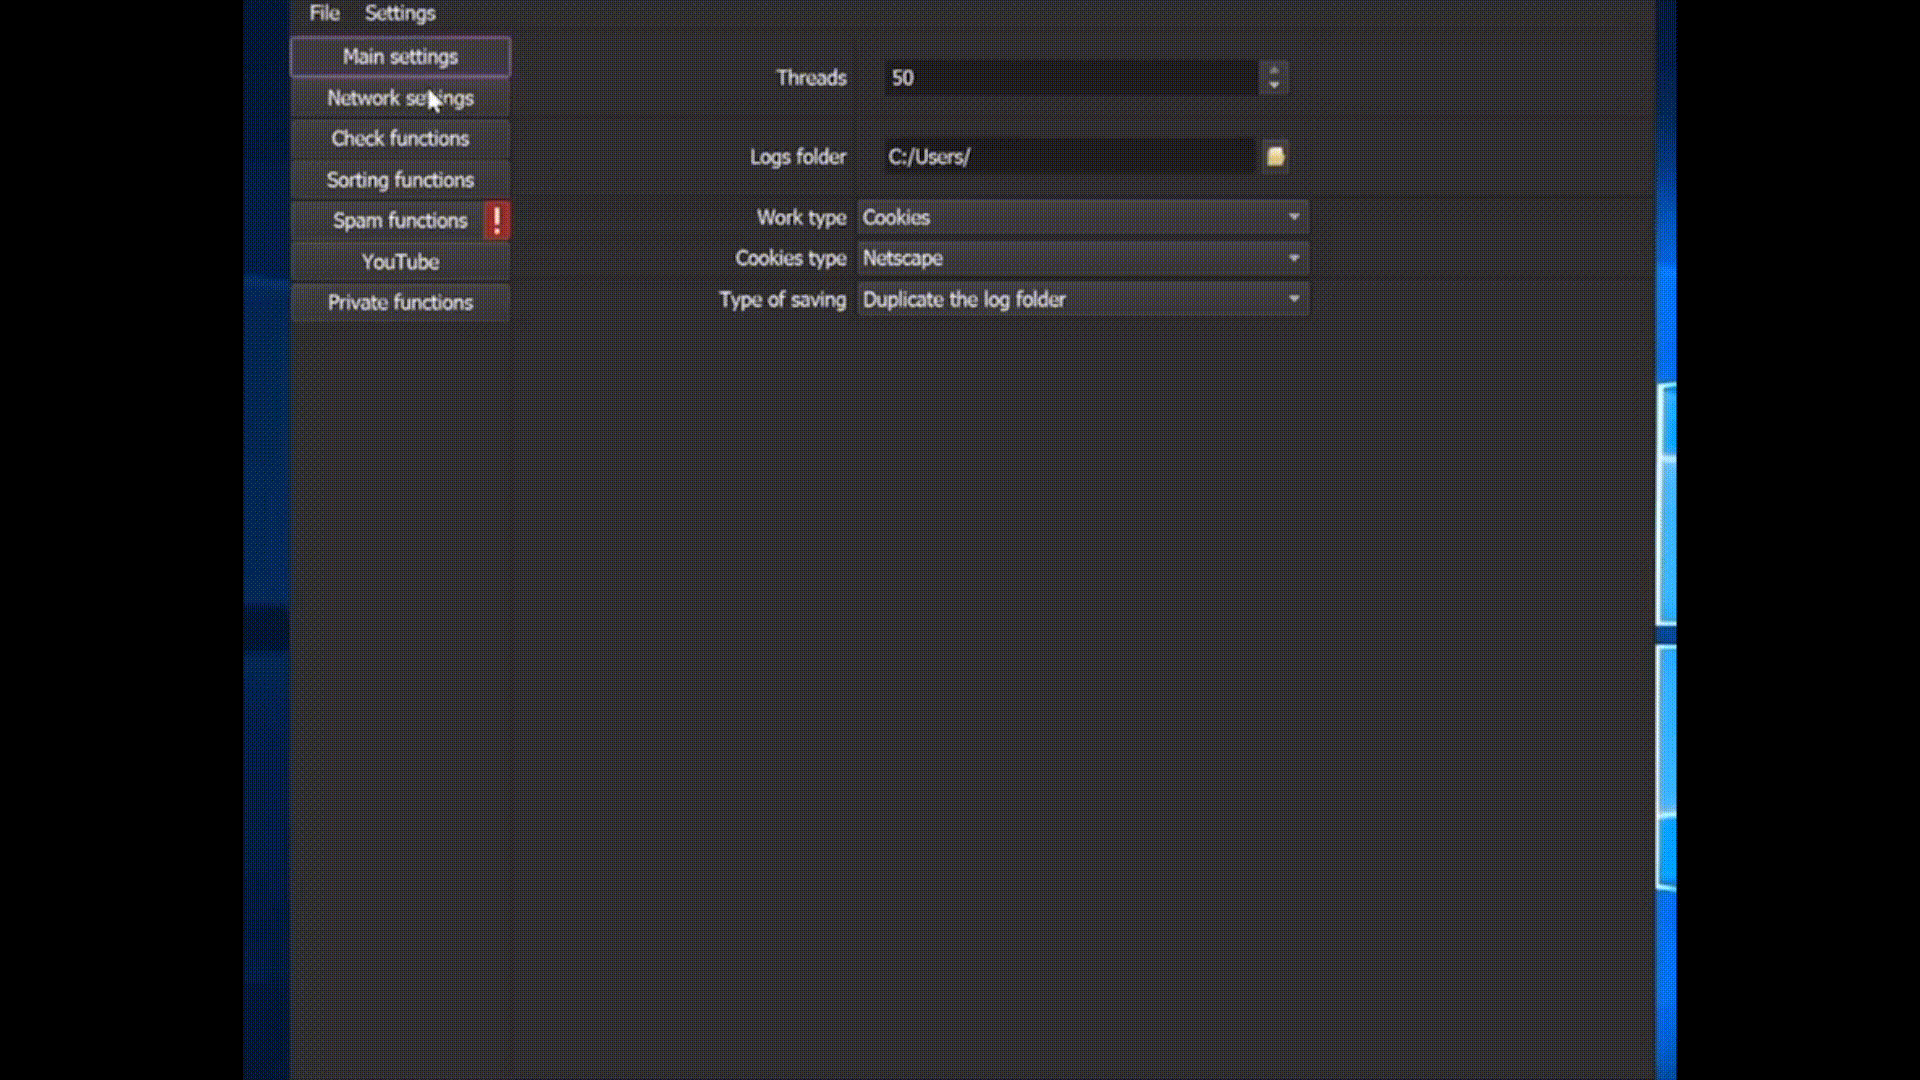 File Settings
Main settings
Network settings
Check functions
Sorting functions
Spam functions !
YouTube
Private functions
Threads 50
Logs folder C:/Users/
Work type Cookies
Cookies type Netscape
Type of saving Duplicate the log folder